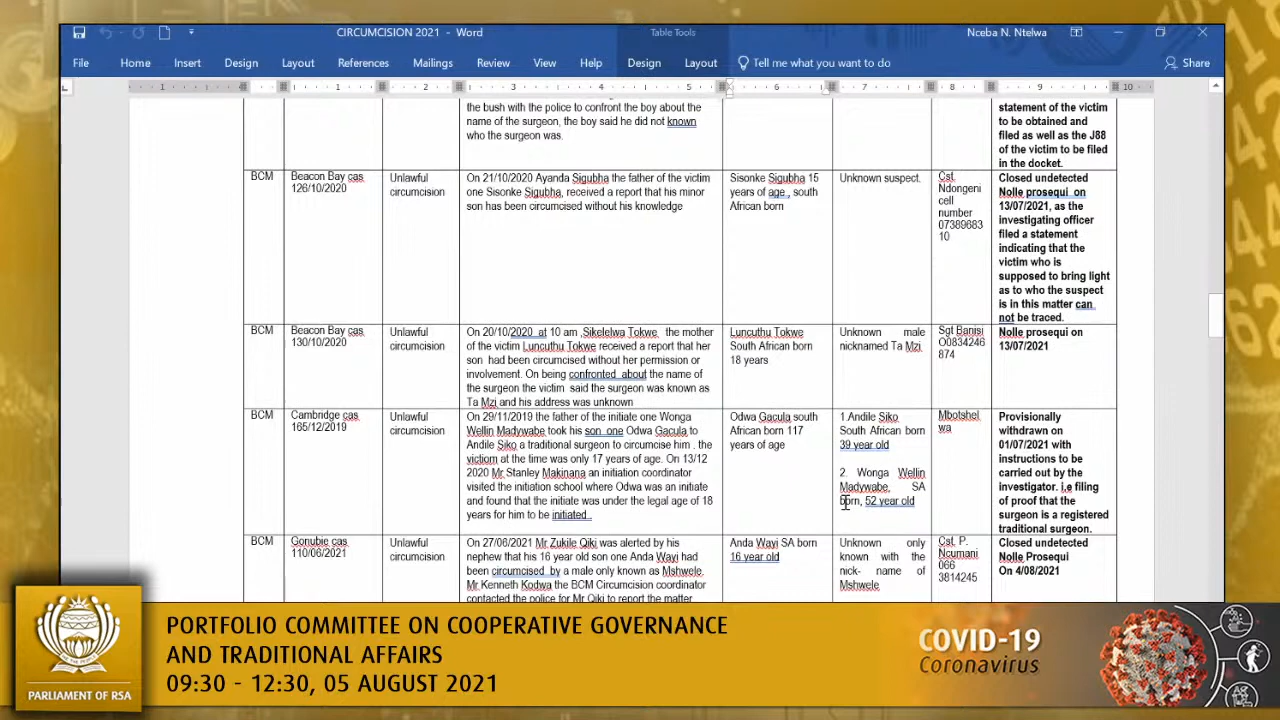 CIRCUMCISION 2021 - Word
Table Tools
Nceba N. Ntelwa
File Home Insert Design Layout References Mailings Review View Help Design Layout Tell me what you want to do Share
1 1 2 3 4 5 6 7 8 9 10
the bush with the police to confront the boy about the
name of the surgeon, the boy said he did not known
who the surgeon was.
statement of the victim
to be obtained and
filed as well as the J88
of the victim to be filed
in the docket.
BCM
Beacon Bay cas
126/10/2020
Unlawful
circumcision
On 21/10/2020 Ayanda Sigubha the father of the victim
one Sisonke Sigubha, received a report that his minor
son has been circumcised without his knowledge
Sisonke Sigubha 15
years of age , south
African born
Unknown suspect.
Cst.
Ndongeni
cell
number
07389683
10
Closed undetected
Nolle prosequi on
13/07/2021, as the
investigating officer
filed a statement
indicating that the
victim who is
supposed to bring light
as to who the suspect
is in this matter can
not be traced.
BCM
Beacon Bay cas
130/10/2020
Unlawful
circumcision
On 20/10/2020 at 10 am ,Sikelelwa Tokwe the mother
of the victim Luncuthu Tokwe received a report that her
son had been circumcised without her permission or
involvement. On being confronted about the name of
the surgeon the victim said the surgeon was known as
Ta Mzi and his address was unknown
Luncuthu Tokwe
South African born
18 years
Unknown male
nicknamed Ta Mzi
Sgt Banisi
O0834246
874
Nolle prosequi on
13/07/2021
BCM
Cambridge cas
165/12/2019
Unlawful
circumcision
On 29/11/2019 the father of the initiate one Wonga
Wellin Madywabe took his son one Odwa Gacula to
Andile Siko a traditional surgeon to circumcise him . the
victiom at the time was only 17 years of age. On 13/12
2020 Mr Stanley Makinana an initiation coordinator
visited the initiation school where Odwa was an initiate
and found that the initiate was under the legal age of 18
years for him to be initiated .
Odwa Gacula south
African born 117
years of age
1.Andile Siko
South African born
39 year old
2. Wonga Wellin
Madywabe, SA
born, 52 year old
Mbotshel
wa
Provisionally
withdrawn on
01/07/2021 with
instructions to be
carried out by the
investigator. i.e filing
of proof that the
surgeon is a registered
traditional surgeon.
BCM
Gonubie cas
110/06/2021
Unlawful
circumcision
On 27/06/2021 Mr Zukile Qiki was alerted by his
nephew that his 16 year old son one Anda Wayi had
been circumcised by a male only known as Mshwele.
Mr Kenneth Kodwa the BCM Circumcision coordinator
contacted the police for Mr Qiki to report the matter
Anda Wayi SA born
16 year old
Unknown only
known with the
nick- name of
Mshwele
Cst. P.
Ncumani
066
3814245
Closed undetected
Nolle Prosequi
On 4/08/2021
PORTFOLIO COMMITTEE ON COOPERATIVE GOVERNANCE
AND TRADITIONAL AFFAIRS
09:30 - 12:30, 05 AUGUST 2021
PARLIAMENT OF RSA
COVID-19
Coronavirus